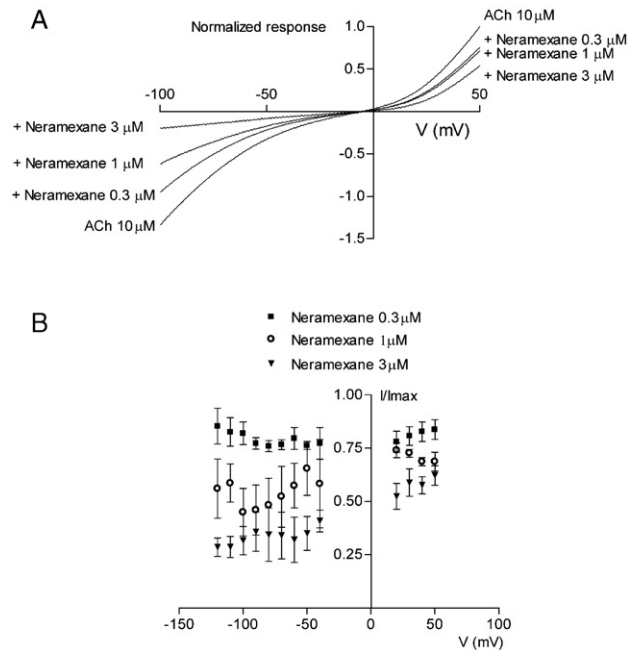 A
Normalized response
1.0
0.5
-0.5
-1.0
-1.5
-100
-50
50
V (mV)
ACh 10μM
+ Neramexane 0.3 μM
+ Neramexane 1 μM
+ Neramexane 3 μM
+ Neramexane 3 μM
+ Neramexane 1 μM
+ Neramexane 0.3 μM
ACh 10μM
B
Neramexane 0.3μM
Neramexane 1μM
Neramexane 3μM
1.00
I/Imax
0.75
0.50
0.25
-150
-100
-50
0
50
100
V (mV)